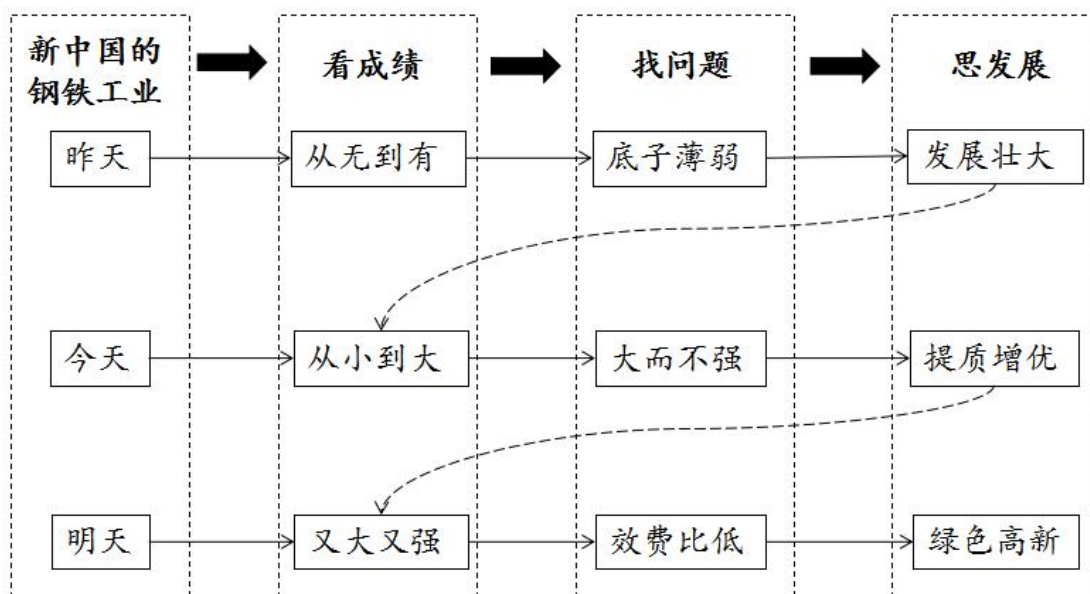 新中国的
钢铁工业
看成绩
找问题
思发展
昨天
从无到有
底子薄弱
发展壮大
今天
从小到大
大而不强
提质增优
明天
又大又强
效费比低
绿色高新